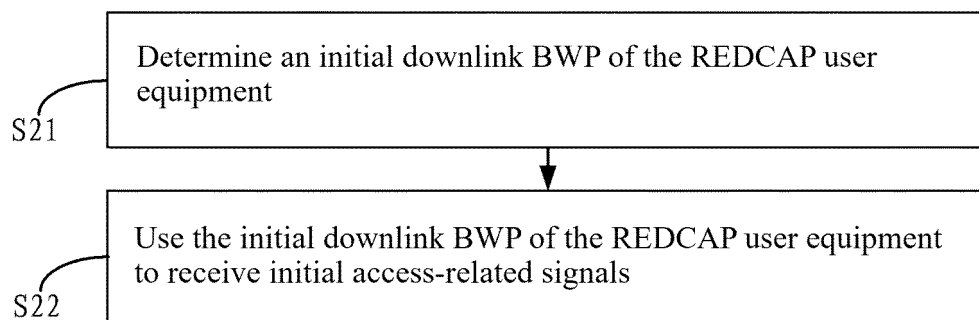 Determine an initial downlink BWP of the REDCAP user
equipment
S21
Use the initial downlink BWP of the REDCAP user equipment
to receive initial access-related signals
S22